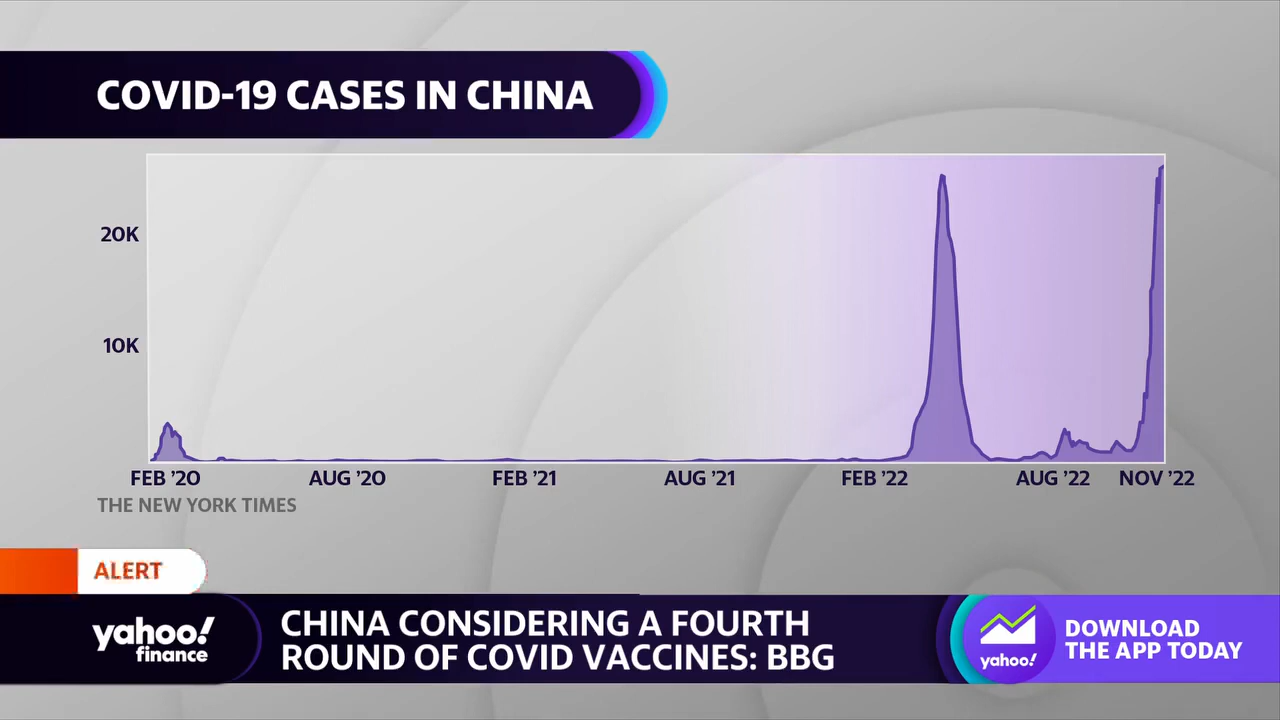 COVID-19 CASES IN CHINA
20K
10K
FEB ’20 AUG ’20 FEB ’21 AUG ’21 FEB ’22 AUG ’22 NOV ’22
THE NEW YORK TIMES
ALERT
yahoo!
finance
CHINA CONSIDERING A FOURTH
ROUND OF COVID VACCINES: BBG
yahoo!
DOWNLOAD
THE APP TODAY